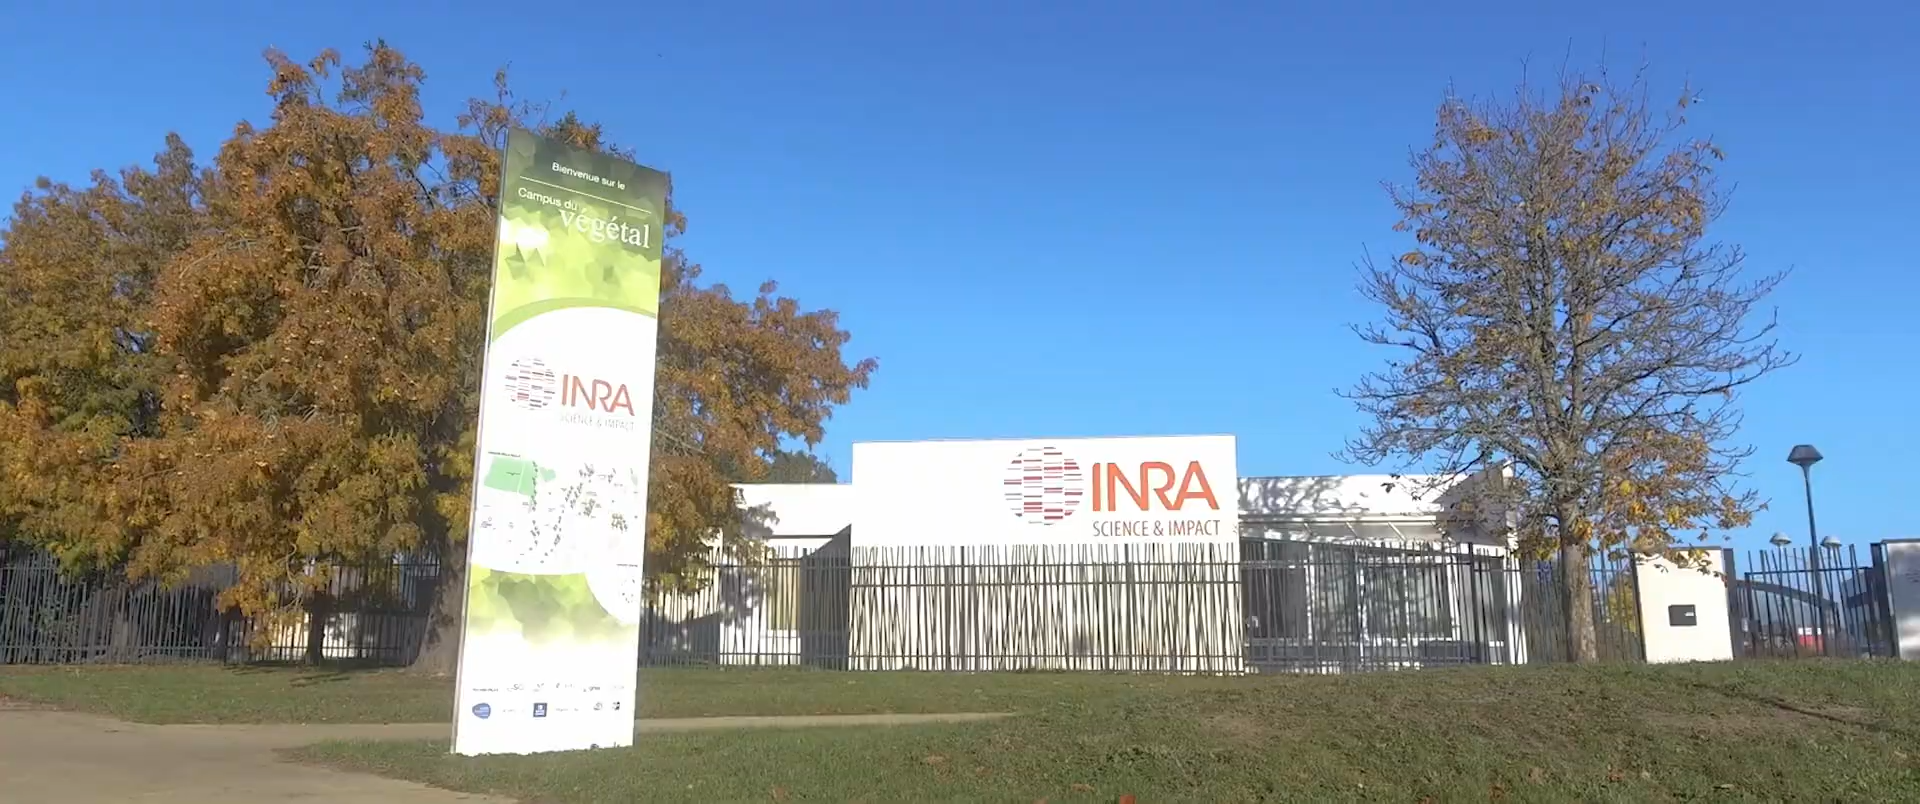 Bienvenue sur le
Campus du
végétal
INRA
SCIENCE & IMPACT
INRA
SCIENCE & IMPACT